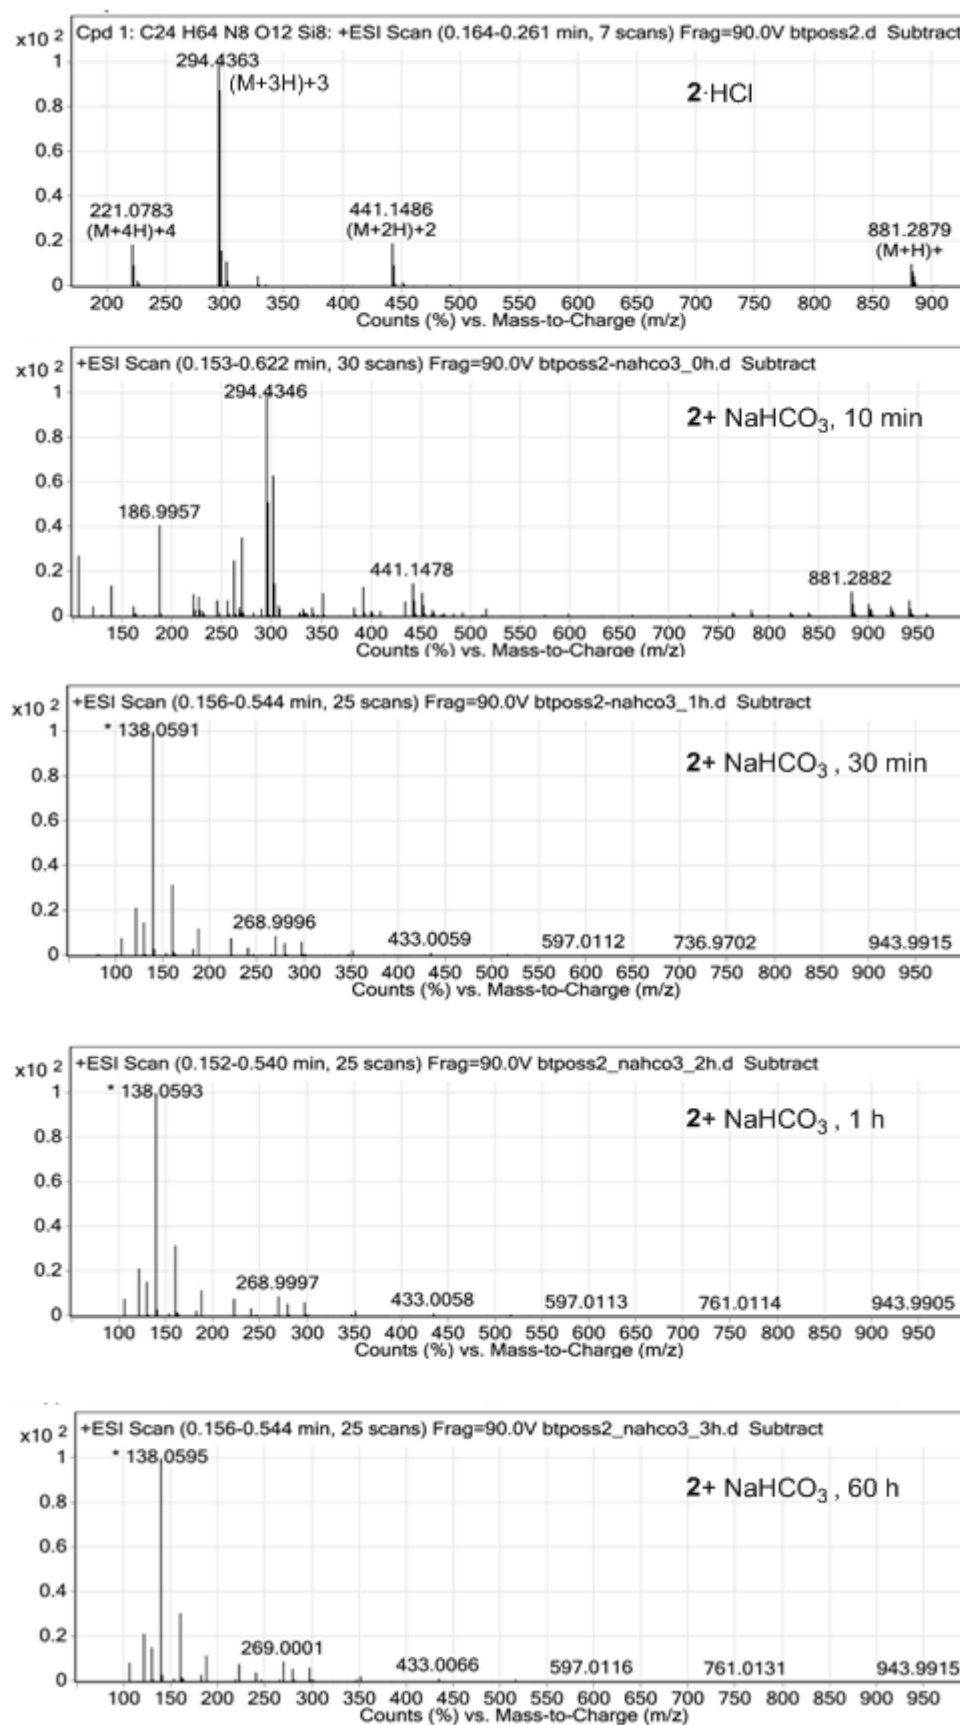 x10 2 Cpd 1: C24 H64 N8 O12 Si8: +ESI Scan (0.164-0.261 min, 7 scans) Frag=90.0V btposs2.d Subtract
1
294.4363
(M+3H)+3
2·HCl
0.8
0.6
0.4
221.0783
(M+4H)+4
441.1486
(M+2H)+2
881.2879
(M+H)+
0.2
0
200 250 300 350 400 450 500 550 600 650 700 750 800 850 900
Counts (%) vs. Mass-to-Charge (m/z)
x10 2 +ESI Scan (0.153-0.622 min, 30 scans) Frag=90.0V btposs2-nahco3_0h.d Subtract
1
294.4346
2+ NaHCO3, 10 min
0.8
0.6
186.9957
0.4
441.1478
881.2882
0.2
0
150 200 250 300 350 400 450 500 550 600 650 700 750 800 850 900 950
Counts (%) vs. Mass-to-Charge (m/z)
x10 2 +ESI Scan (0.156-0.544 min, 25 scans) Frag=90.0V btposs2-nahco3_1h.d Subtract
1
* 138.0591
2+ NaHCO3 , 30 min
0.8
0.6
0.4
0.2
268.9996 433.0059 597.0112 736.9702 943.9915
0
100 150 200 250 300 350 400 450 500 550 600 650 700 750 800 850 900 950
Counts (%) vs. Mass-to-Charge (m/z)
x10 2 +ESI Scan (0.152-0.540 min, 25 scans) Frag=90.0V btposs2_nahco3_2h.d Subtract
1
* 138.0593
2+ NaHCO3 , 1 h
0.8
0.6
0.4
0.2
268.9997 433.0058 597.0113 761.0114 943.9905
0
100 150 200 250 300 350 400 450 500 550 600 650 700 750 800 850 900 950
Counts (%) vs. Mass-to-Charge (m/z)
x10 2 +ESI Scan (0.156-0.544 min, 25 scans) Frag=90.0V btposs2_nahco3_3h.d Subtract
1
* 138.0595
2+ NaHCO3 , 60 h
0.8
0.6
0.4
0.2
269.0001 433.0066 597.0116 761.0131 943.9915
0
100 150 200 250 300 350 400 450 500 550 600 650 700 750 800 850 900 950
Counts (%) vs. Mass-to-Charge (m/z)